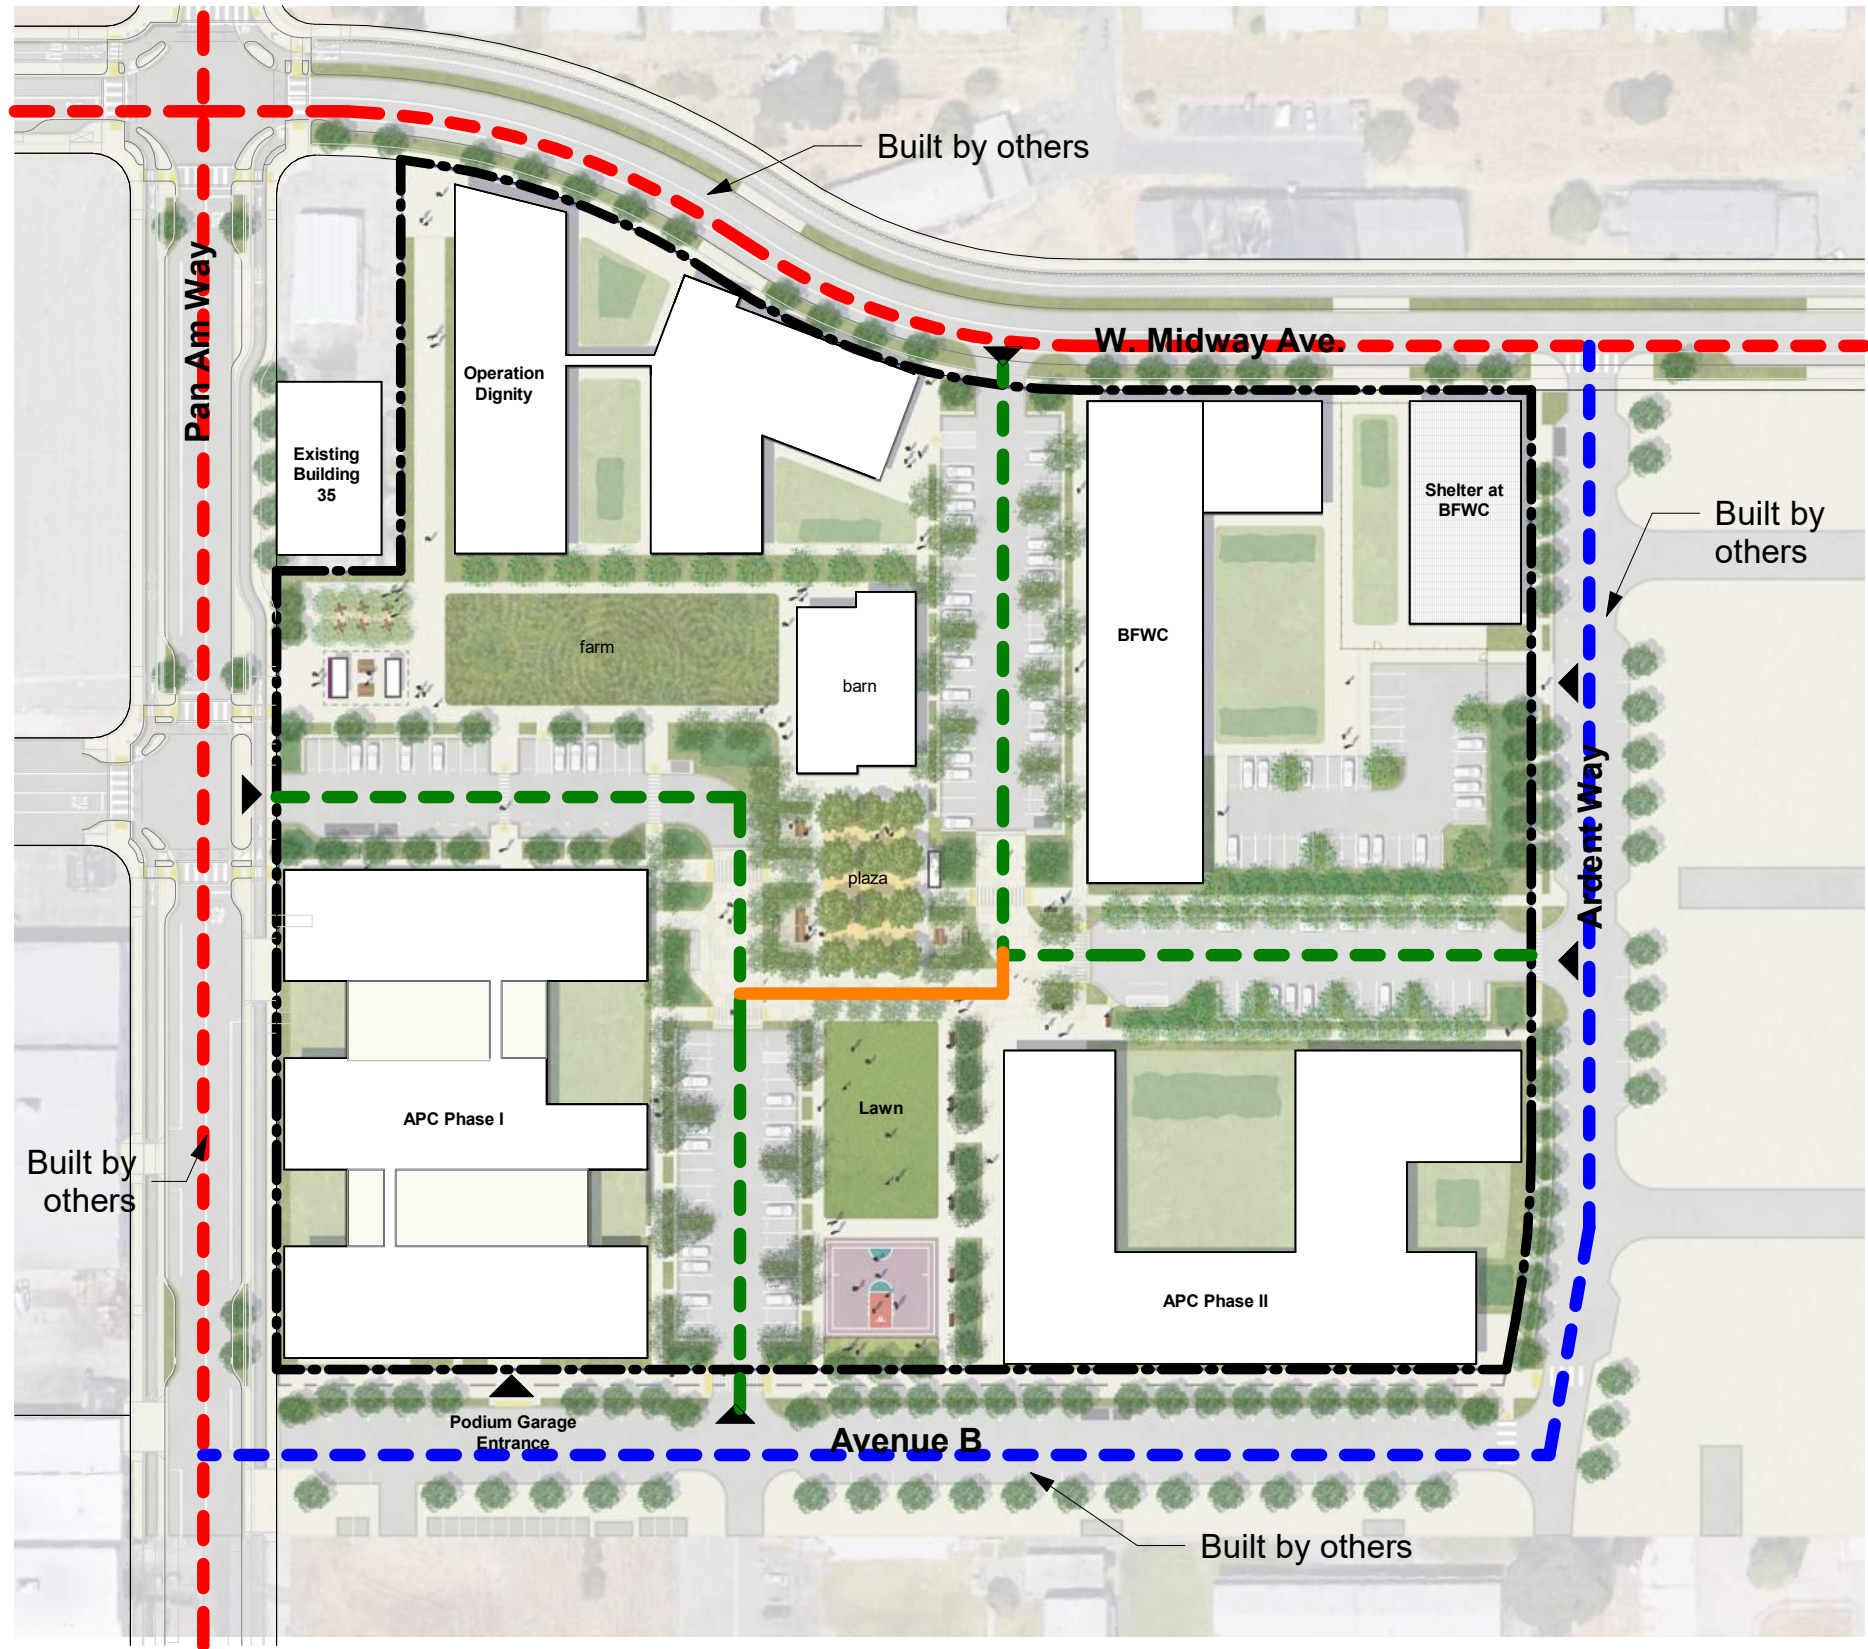 Built by others
Pan Am Way
W. Midway Ave.
Operation
Dignity
Existing
Building
35
Shelter at
BFWC
Built by
others
BFWC
farm
barn
Ardent Way
plaza
Lawn
APC Phase I
Built by
others
APC Phase II
Podium Garage
Entrance
Avenue B
Built by others